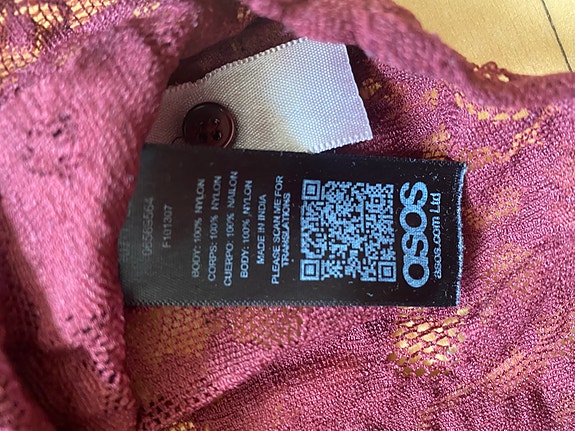 asos
asos.com Ltd
PLEASE SCAN ME FOR
TRANSLATIONS
MADE IN INDIA
BODY: 100% NYLON
CUERPO: 100% NAILON
CORPS: 100% NYLON
BODY: 100% NYLON
F101307